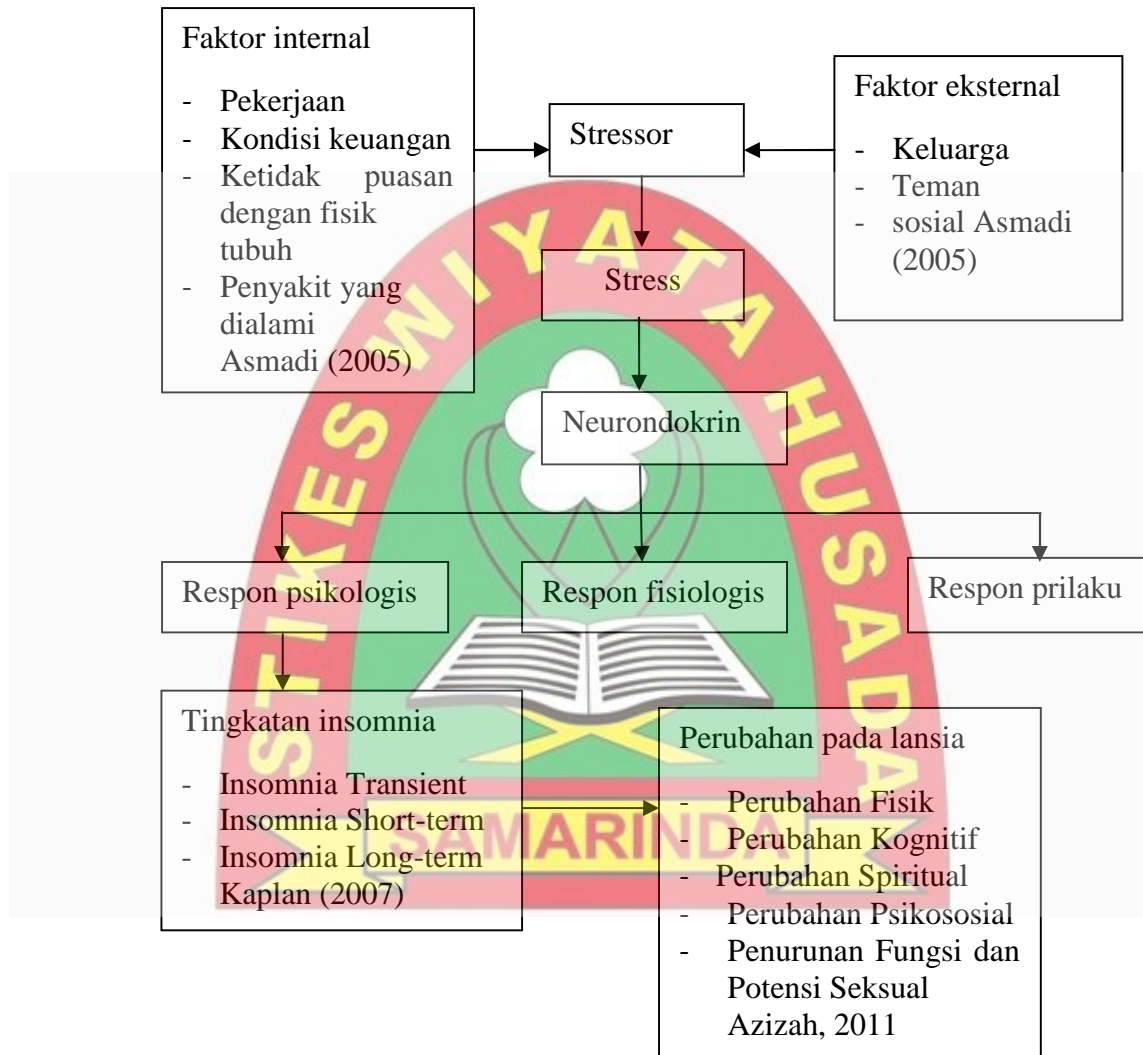 Faktor internal
- Pekerjaan
- Kondisi keuangan
- Ketidak puasan
dengan fisik
tubuh
- Penyakit yang
dialami
Asmadi (2005)
Stressor
Faktor eksternal
- Keluarga
- Teman
- sosial Asmadi
(2005)
Stress
Neurondokrin
Respon psikologis
Respon fisiologis
Respon prilaku
Tingkatan insomnia
- Insomnia Transient
- Insomnia Short-term
- Insomnia Long-term
Kaplan (2007)
Perubahan pada lansia
- Perubahan Fisik
- Perubahan Kognitif
- Perubahan Spiritual
- Perubahan Psikososial
- Penurunan Fungsi dan
Potensi Seksual
Azizah, 2011
STIKES WIYATA HUSADA
SAMARINDA